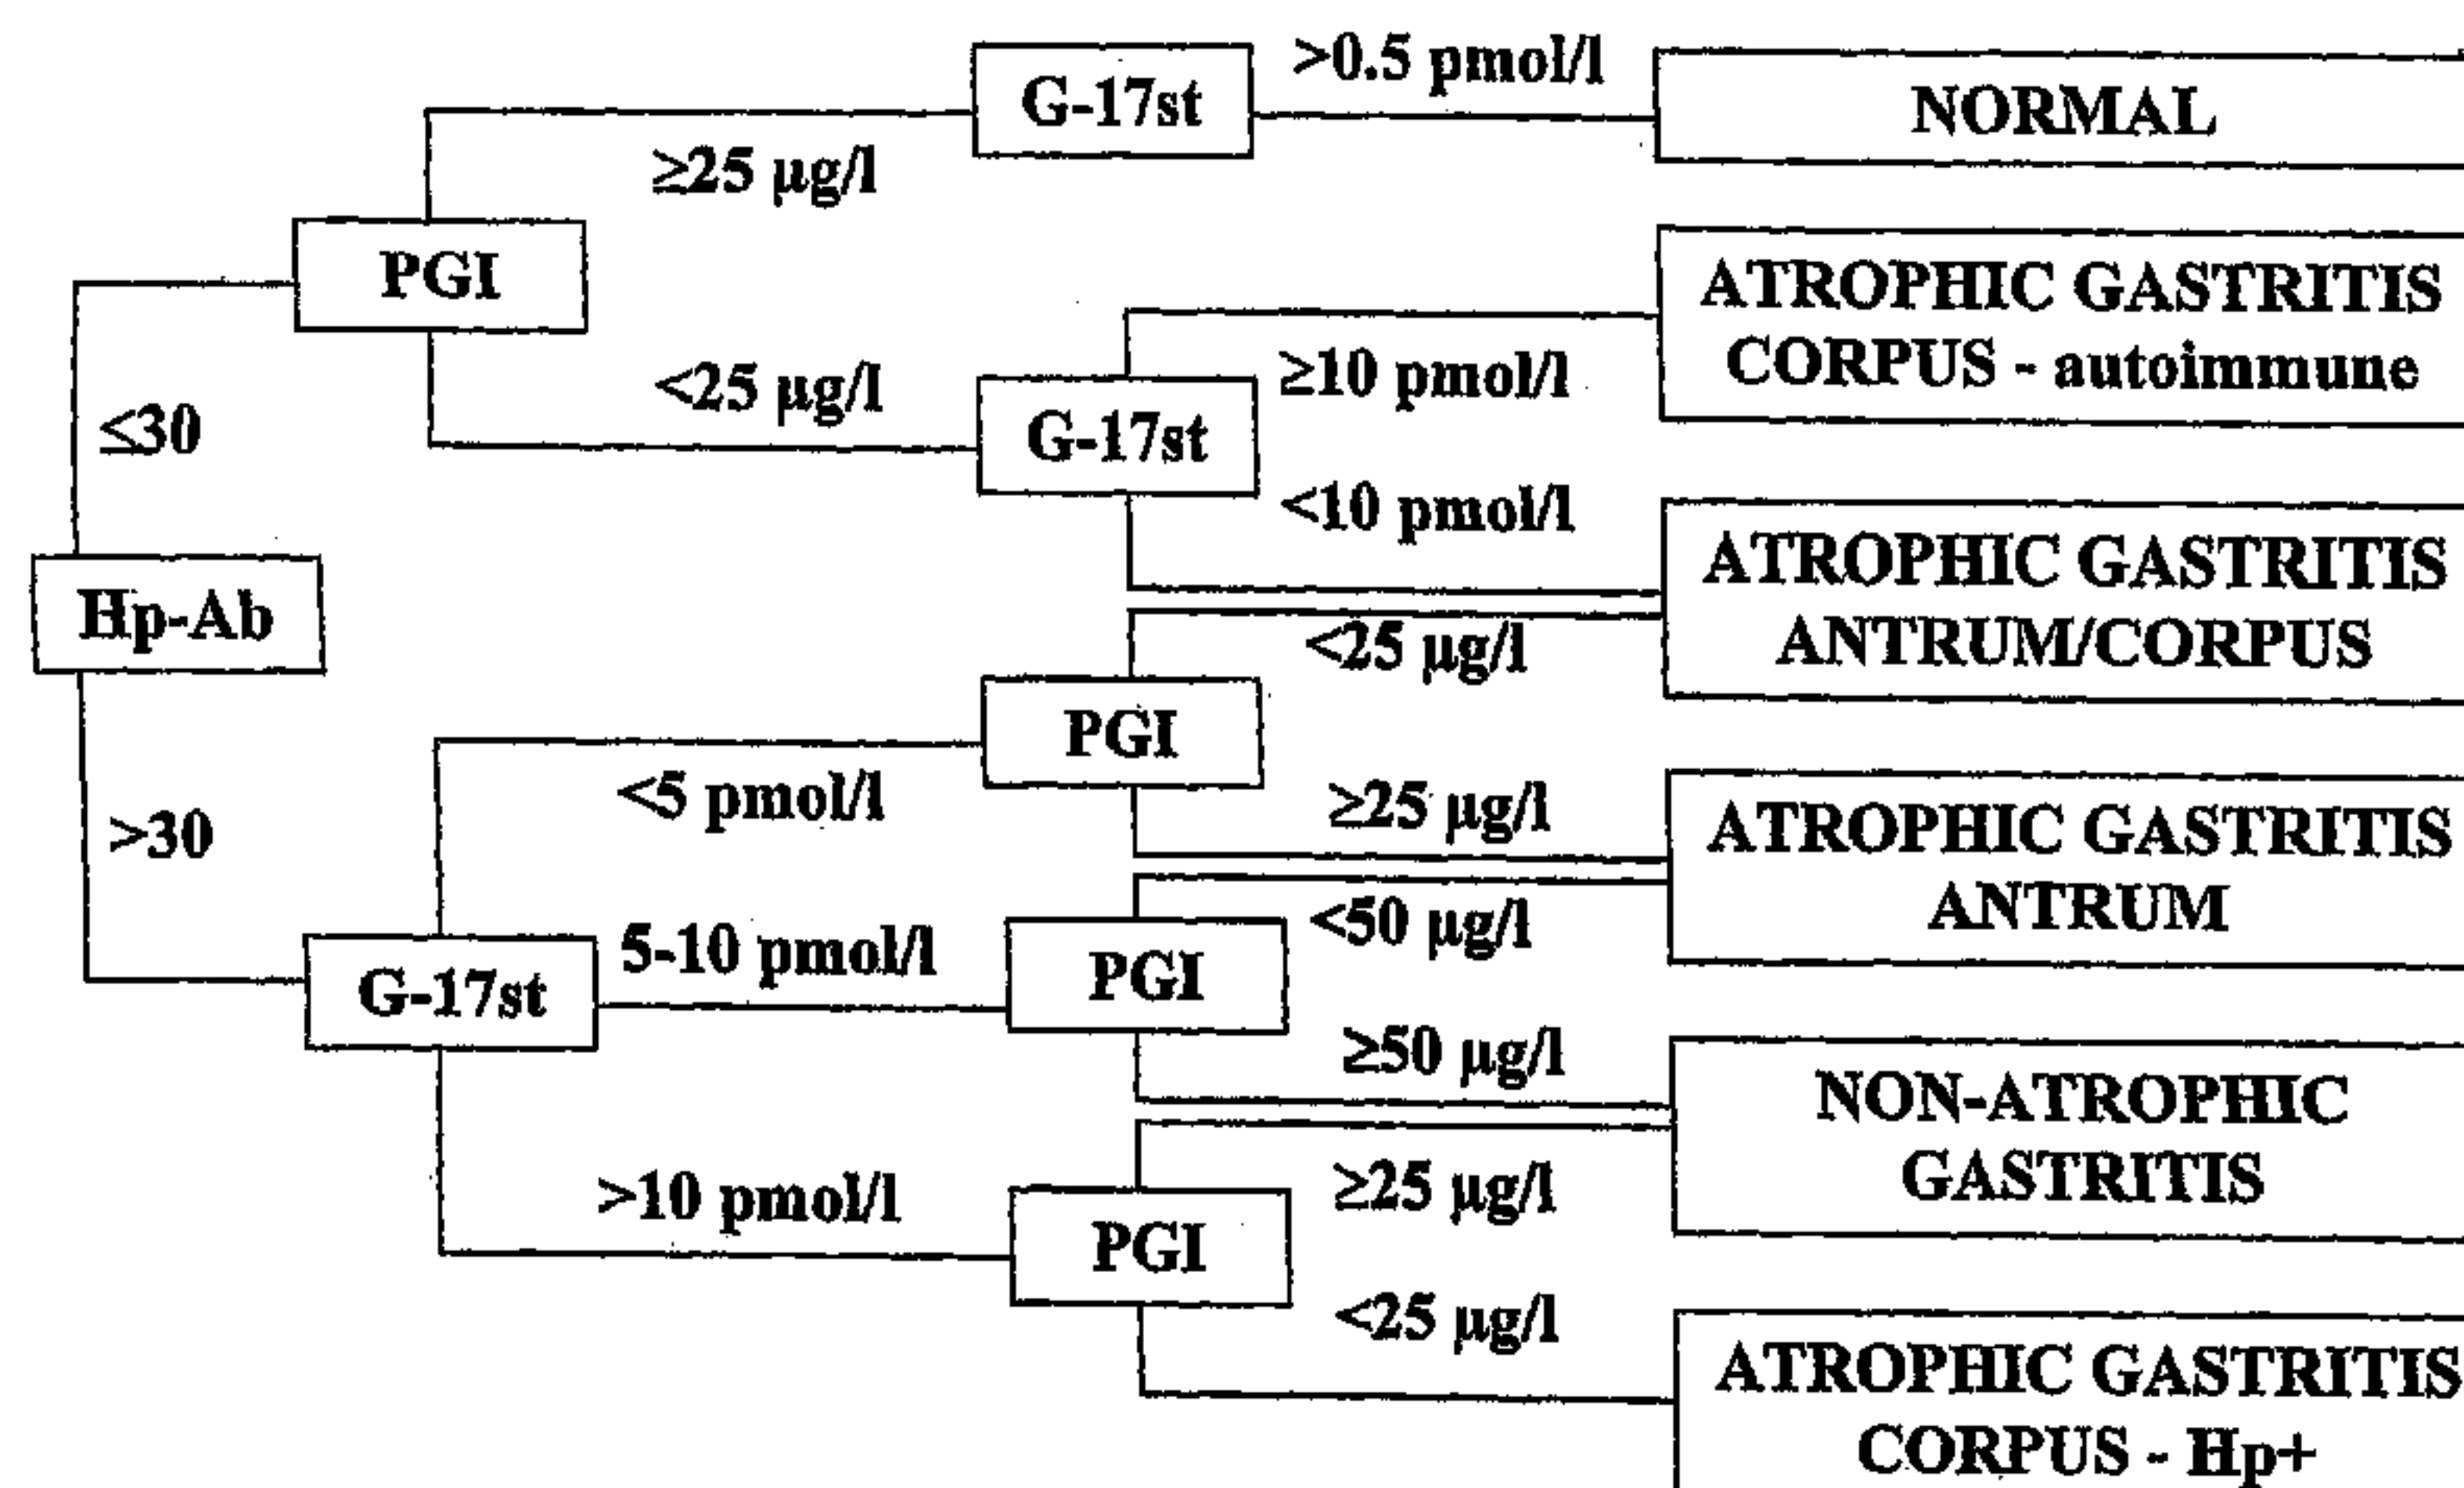 G-17st
>0.5 pmol/l
NORMAL
≥25 µg/l
PGI
<25 µg/l
G-17st
≥10 pmol/l
ATROPHIC GASTRITIS
CORPUS - autoimmune
≤30
<10 pmol/l
ATROPHIC GASTRITIS
ANTRUM/CORPUS
Hp-Ab
<25 µg/l
PGI
<5 pmol/l
≥25 µg/l
ATROPHIC GASTRITIS
ANTRUM
>30
<50 µg/l
G-17st
5-10 pmol/l
PGI
≥50 µg/l
NON-ATROPHIC
GASTRITIS
>10 pmol/l
≥25 µg/l
PGI
<25 µg/l
ATROPHIC GASTRITIS
CORPUS - Hp+